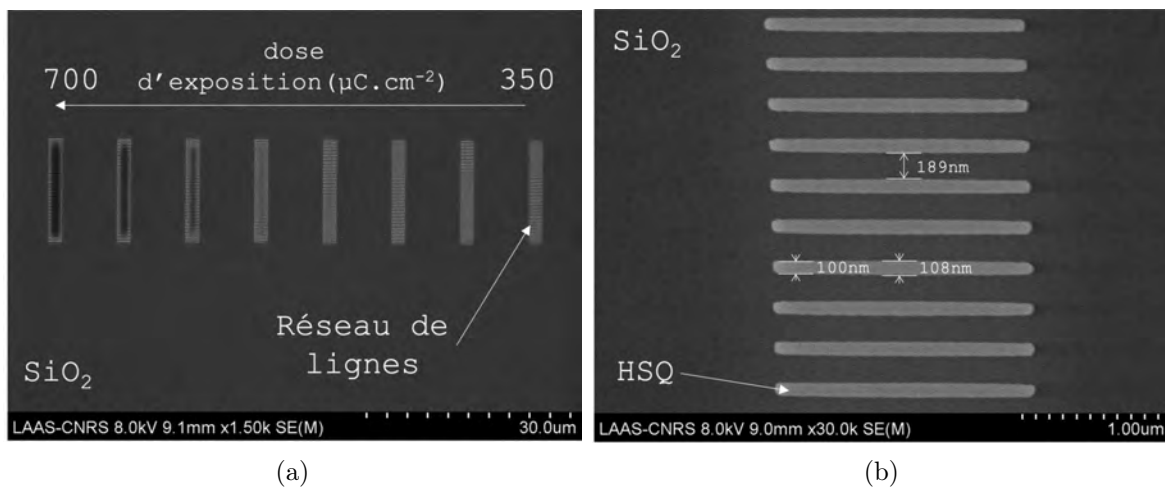 dose
700 d'exposition(µC.cm⁻²) 350
Réseau de
lignes
SiO₂
LAAS-CNRS 8.0kV 9.1mm x1.50k SE(M) 30.0um
(a)
SiO₂
189nm
100nm 108nm
HSQ
LAAS-CNRS 8.0kV 9.0mm x30.0k SE(M) 1.00um
(b)